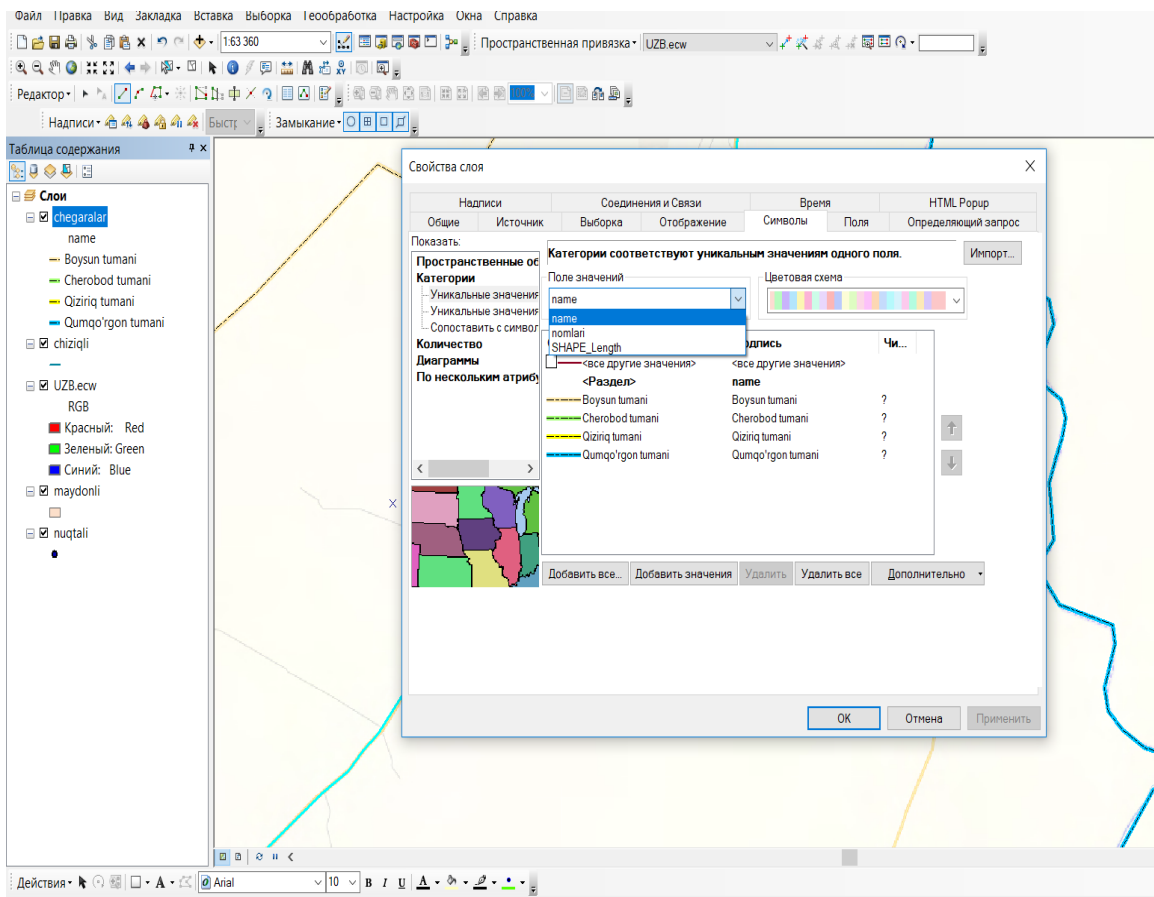 Файл Правка Вид Закладка Вставка Выборка Геообработка Настройка Окна Справка
1:63 360
Пространственная привязка
UZB.ecw
Редактор
Надписи
Быстр
Замыкание
Таблица содержания
Слои
chegaralar
name
Boysun tumani
Cherobod tumani
Qiziriq tumani
Qumqo'rgon tumani
chiziqli
UZB.ecw
RGB
Красный: Red
Зеленый: Green
Синий: Blue
maydonli
nuqtali
Свойства слоя
Надписи Соединения и Связи Время HTML Popup
Общие Источник Выборка Отображение Символы Поля Определяющий запрос
Показать:
Пространственные об
Категории
Уникальные значения
Уникальные значения
Сопоставить с символ
Количество
Диаграммы
По нескольким атриб
Категории соответствуют уникальным значениям одного поля.
Импорт...
Поле значений
name
name
nomlari
SHAPE_Length
Цветовая схема
одпись Чи...
<все другие значения> <все другие значения>
<Раздел> name
Boysun tumani Boysun tumani ?
Cherobod tumani Cherobod tumani ?
Qiziriq tumani Qiziriq tumani ?
Qumqo'rgon tumani Qumqo'rgon tumani ?
Добавить все... Добавить значения Удалить Удалить все Дополнительно
OK Отмена Применить
Действия
A
Arial
10
B I U A